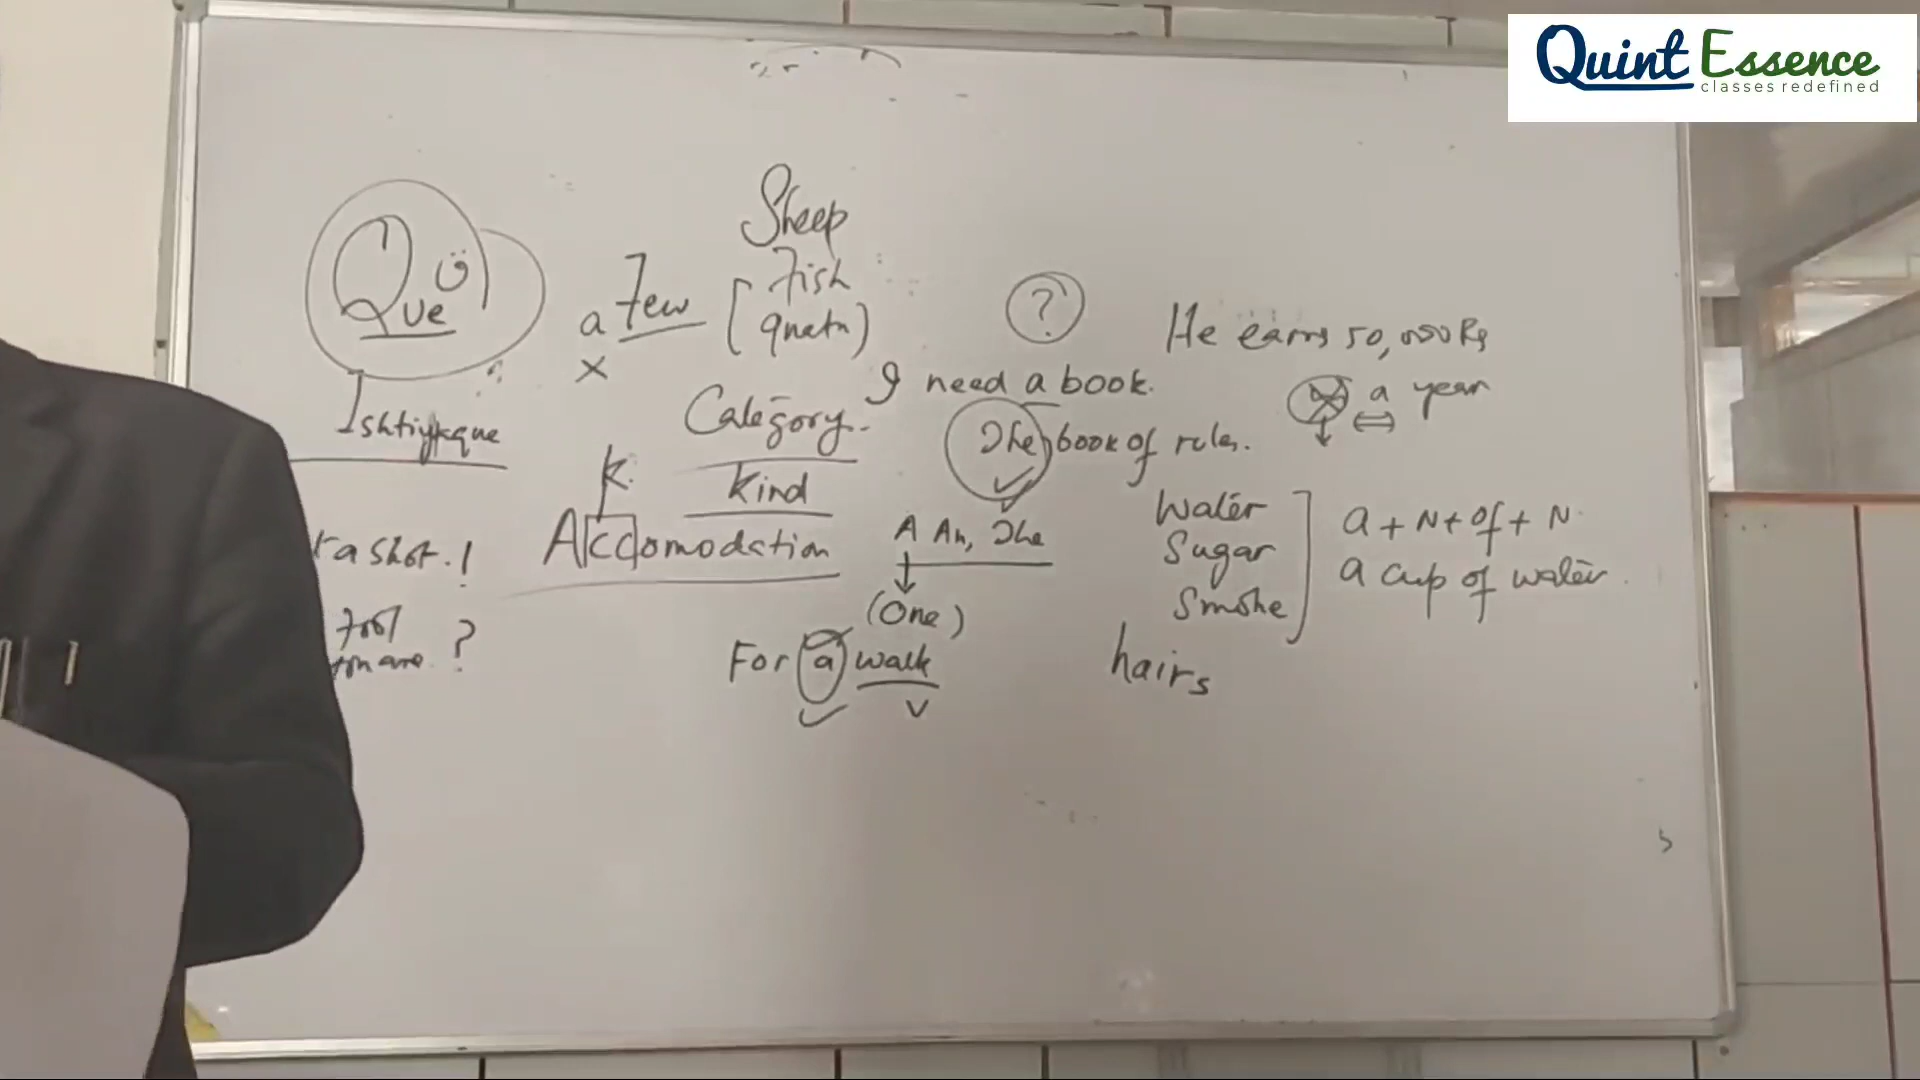 Quint Essence
classes redefined
Que
Ishtiyaque
a Few
x
Sheep
Fish
?
I need a book.
The book of rules.
He earns 50,000 Rs
a year
Category.
Kind
k
Accomodation
A An, The
(One)
For a walk
v
Water
Sugar
Smoke
a + N + of + N.
a cup of water
hairs
a shot.!
fool
are ?